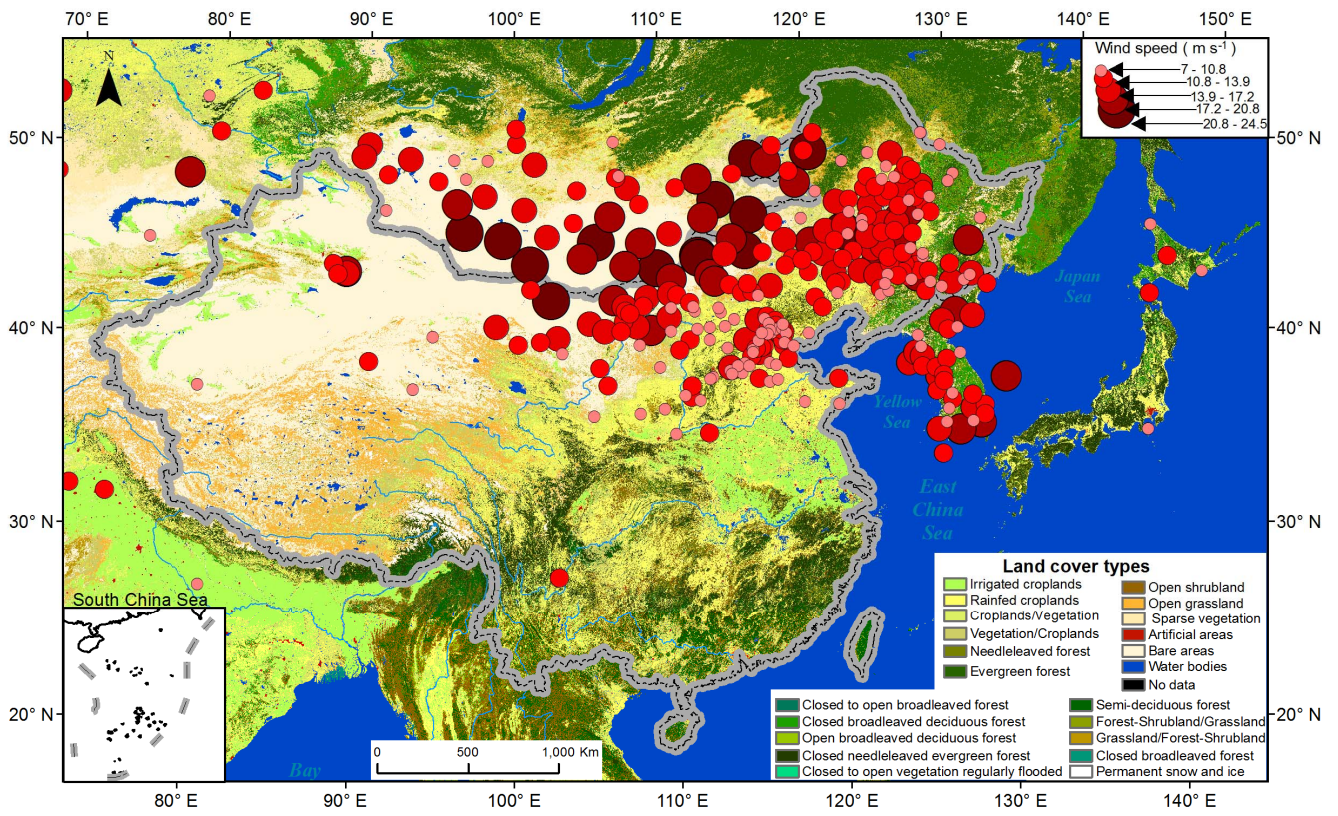 70° E 80° E 90° E 100° E 110° E 120° E 130° E 140° E 150° E
N
Wind speed ( m s⁻¹ )
7 - 10.8
10.8 - 13.9
13.9 - 17.2
17.2 - 20.8
20.8 - 24.5
50° N 50° N
Japan
Sea
40° N 40° N
Yellow
Sea
East
China
Sea
30° N 30° N
Land cover types
Irrigated croplands
Rainfed croplands
Croplands/Vegetation
Vegetation/Croplands
Needleleaved forest
Evergreen forest
Open shrubland
Open grassland
Sparse vegetation
Artificial areas
Bare areas
Water bodies
No data
Closed to open broadleaved forest
Closed broadleaved deciduous forest
Open broadleaved deciduous forest
Closed needleleaved evergreen forest
Closed to open vegetation regularly flooded
Semi-deciduous forest
Forest-Shrubland/Grassland
Grassland/Forest-Shrubland
Closed broadleaved forest
Permanent snow and ice
South China Sea
20° N 20° N
0 500 1,000 Km
Bay
80° E 90° E 100° E 110° E 120° E 130° E 140° E